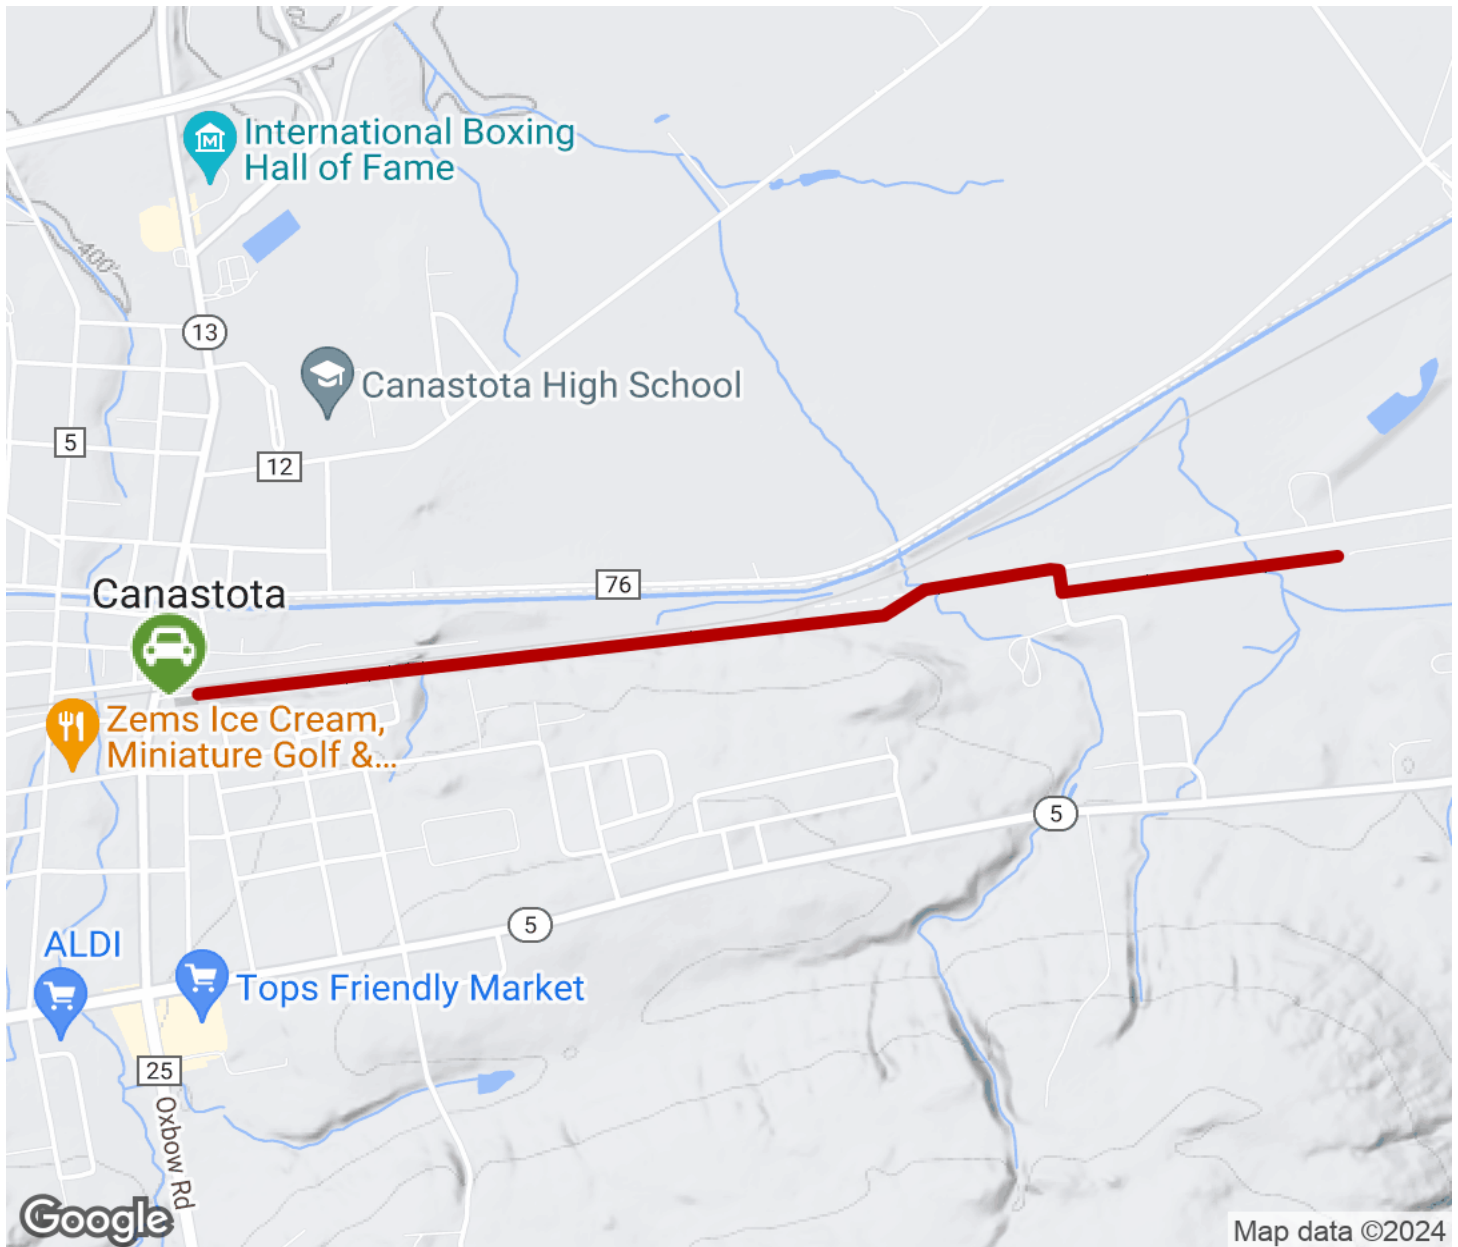 International Boxing
Hall of Fame
400'
13
Canastota High School
5
12
76
Canastota
Zems Ice Cream,
Miniature Golf &...
5
5
ALDI
Tops Friendly Market
25
Oxbow Rd
Google
Map data ©2024